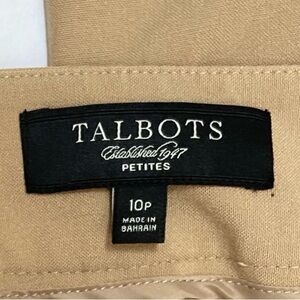 TALBOTS
Established 1947
PETITES
10P
MADE IN
BAHRAIN